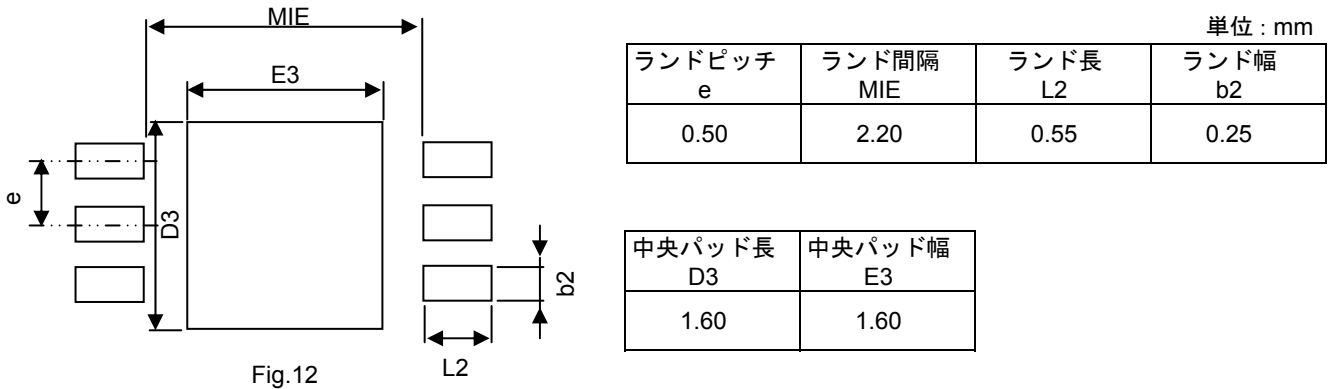 MIE
E3
e
D3
b2
L2
Fig.12
単位 : mm
ランドピッチ ランド間隔 ランド長 ランド幅
e MIE L2 b2
0.50 2.20 0.55 0.25
中央パッド長 中央パッド幅
D3 E3
1.60 1.60